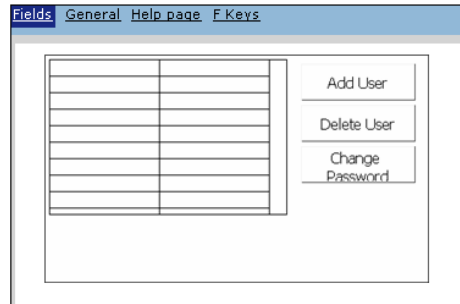 Fields General Help page F Keys
Add User
Delete User
Change
Password